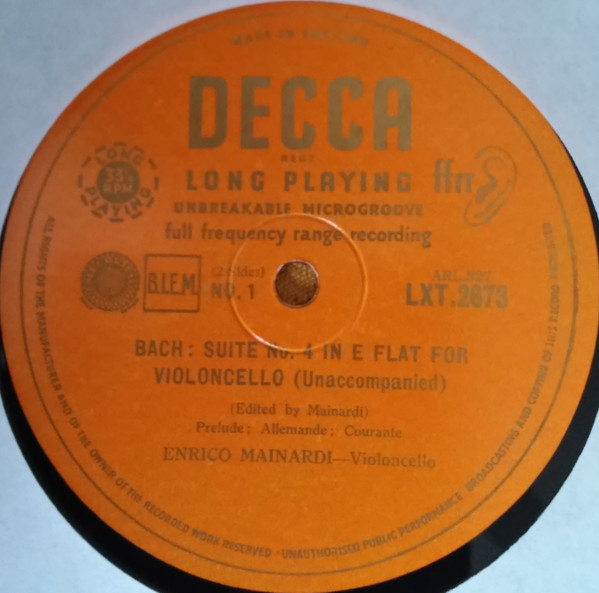 MADE IN ENGLAND
DECCA
REGD
LONG PLAYING
ffrr
UNBREAKABLE MICROGROOVE
full frequency range recording
LONG
33⅓
RPM
PLAYING
B.I.E.M.
(2 Sides)
NO. 1
LXT.2673
BACH: SUITE No. 4 IN E FLAT FOR
VIOLONCELLO (Unaccompanied)
(Edited by Mainardi)
Prelude; Allemande; Courante
ENRICO MAINARDI—Violoncello
ALL RIGHTS OF THE MANUFACTURER AND OF THE OWNER OF THE RECORDED WORK RESERVED · UNAUTHORISED PUBLIC PERFORMANCE BROADCASTING AND COPYING OF THIS RECORD PROHIBITED